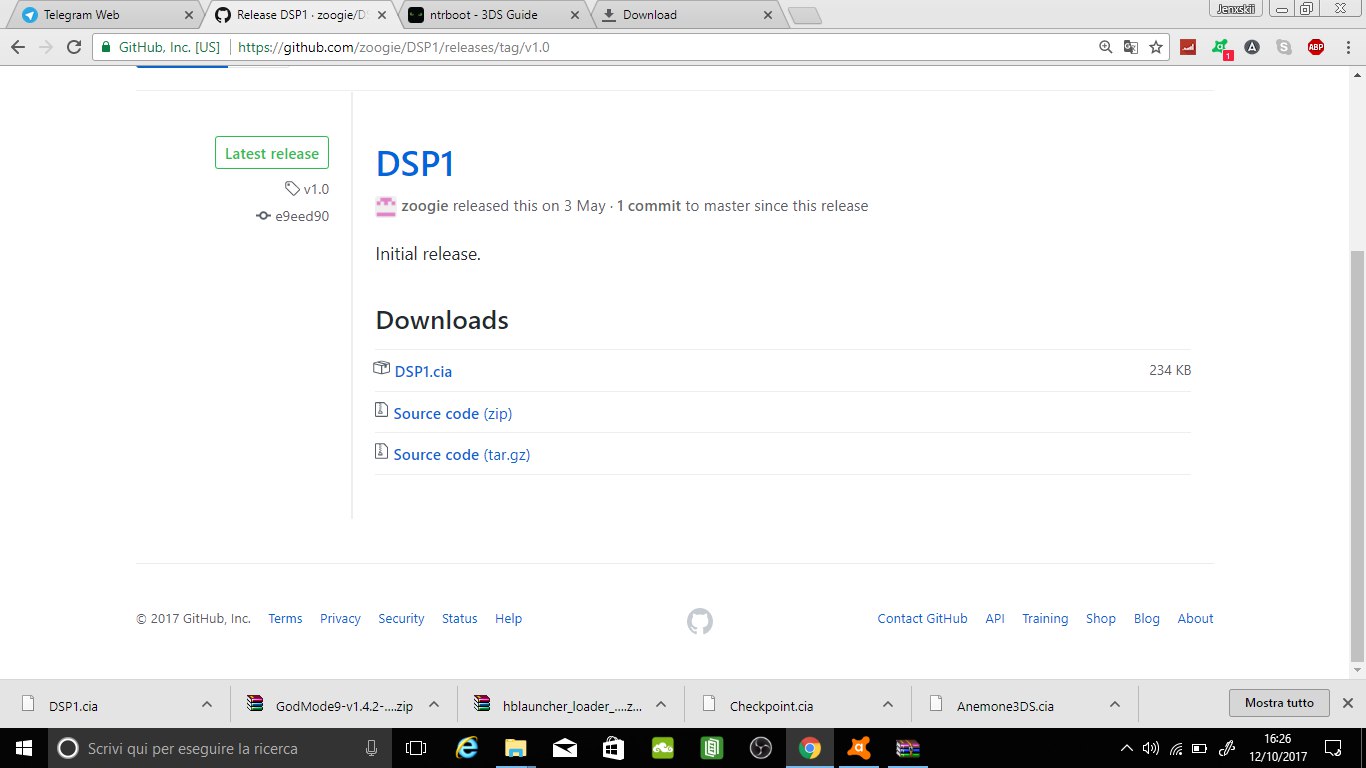 Telegram Web
Release DSP1 · zoogie/DS
ntrboot - 3DS Guide
Download
Jenxskii
GitHub, Inc. [US]
https://github.com/zoogie/DSP1/releases/tag/v1.0
1
A
S
ABP
Latest release
v1.0
e9eed90
DSP1
zoogie released this on 3 May · 1 commit to master since this release
Initial release.
Downloads
DSP1.cia
234 KB
Source code (zip)
Source code (tar.gz)
© 2017 GitHub, Inc. Terms Privacy Security Status Help
Contact GitHub API Training Shop Blog About
DSP1.cia
GodMode9-v1.4.2-....zip
hblauncher_loader_....z...
Checkpoint.cia
Anemone3DS.cia
Mostra tutto
Scrivi qui per eseguire la ricerca
16:26
12/10/2017